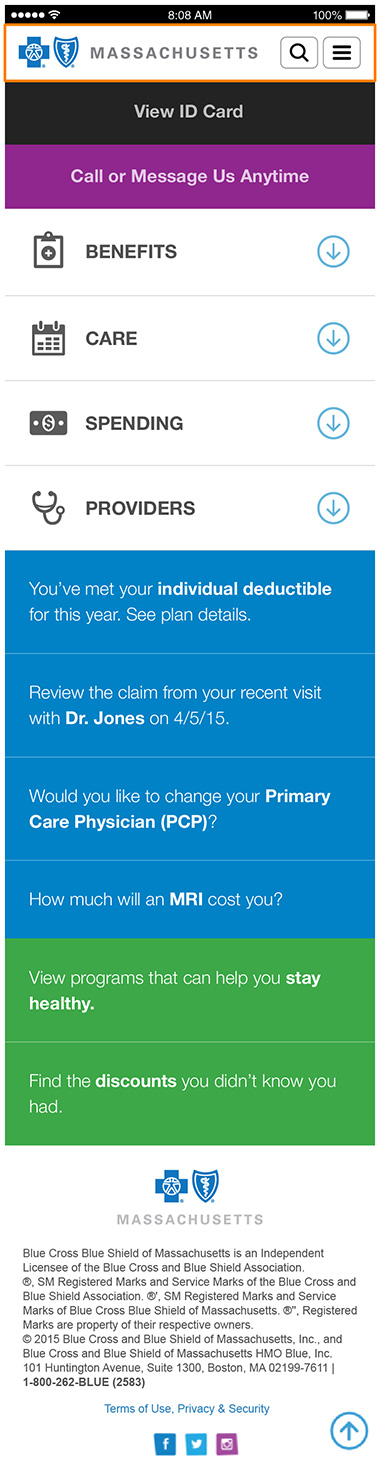 8:08 AM 100%
MASSACHUSETTS
View ID Card
Call or Message Us Anytime
BENEFITS
CARE
SPENDING
PROVIDERS
You’ve met your individual deductible
for this year. See plan details.
Review the claim from your recent visit
with Dr. Jones on 4/5/15.
Would you like to change your Primary
Care Physician (PCP)?
How much will an MRI cost you?
View programs that can help you stay
healthy.
Find the discounts you didn’t know you
had.
MASSACHUSETTS
Blue Cross Blue Shield of Massachusetts is an Independent
Licensee of the Blue Cross and Blue Shield Association.
®, SM Registered Marks and Service Marks of the Blue Cross and
Blue Shield Association. ®', SM Registered Marks and Service
Marks of Blue Cross Blue Shield of Massachusetts. ®", Registered
Marks are property of their respective owners.
© 2015 Blue Cross and Blue Shield of Massachusetts, Inc., and
Blue Cross and Blue Shield of Massachusetts HMO Blue, Inc.
101 Huntington Avenue, Suite 1300, Boston, MA 02199-7611 |
1-800-262-BLUE (2583)
Terms of Use, Privacy & Security